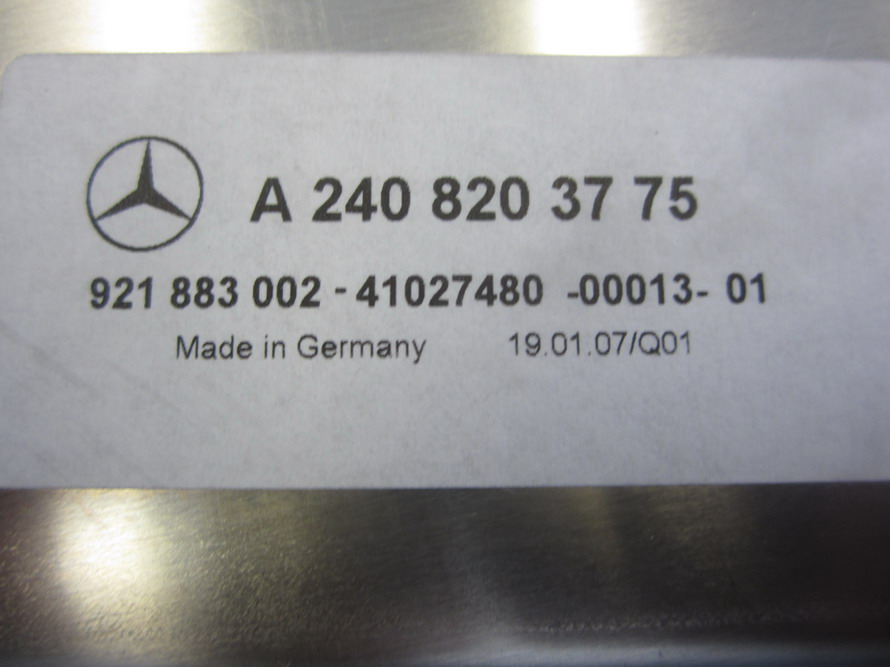 A 240 820 37 75
921 883 002 - 41027480 -00013- 01
Made in Germany 19.01.07/Q01